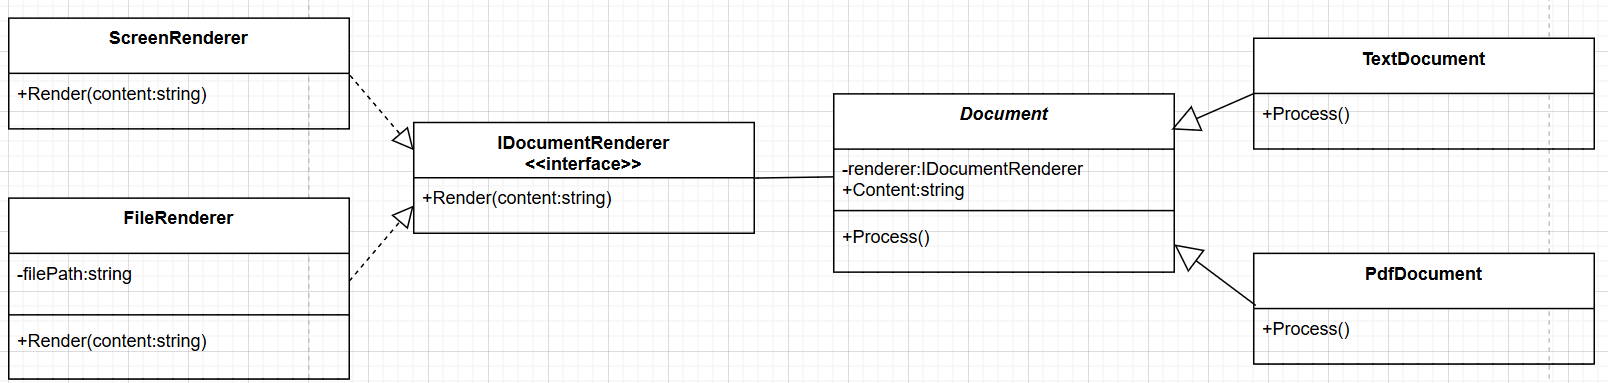 ScreenRenderer
+Render(content:string)
FileRenderer
-filePath:string
+Render(content:string)
IDocumentRenderer
<<interface>>
+Render(content:string)
Document
-renderer:IDocumentRenderer
+Content:string
+Process()
TextDocument
+Process()
PdfDocument
+Process()